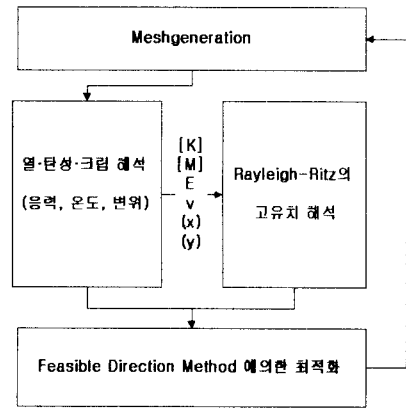 Meshgeneration
열·탄성·크립 해석
(응력, 온도, 변위)
[K]
[M]
E
v
(x)
(y)
Rayleigh-Ritz의
고유치 해석
Feasible Direction Method 에의한 최적화